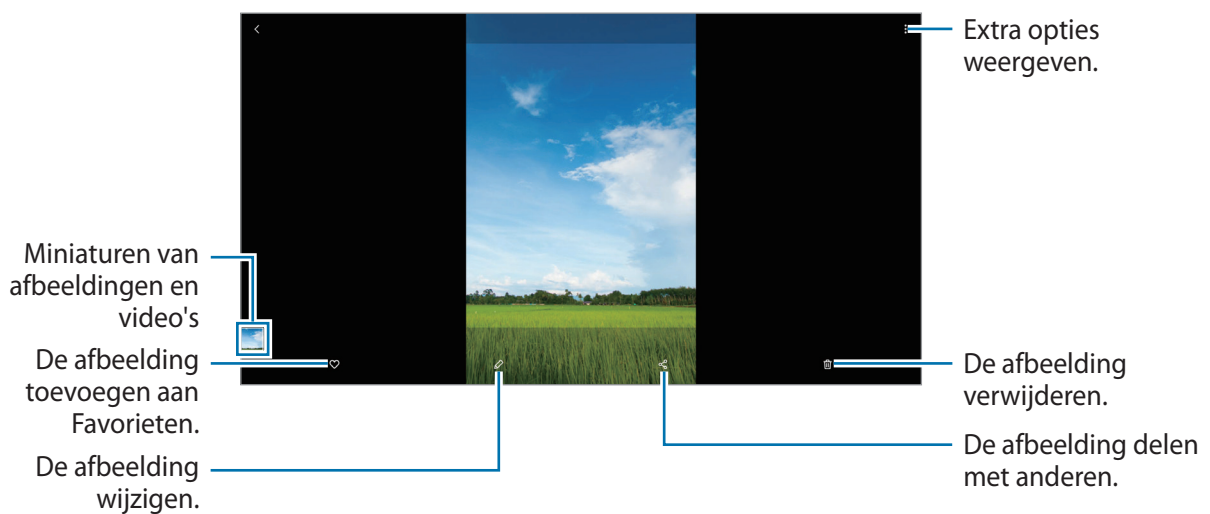 Extra opties
weergeven.
Miniaturen van
afbeeldingen en
video's
De afbeelding
toevoegen aan
Favorieten.
De afbeelding
wijzigen.
De afbeelding
verwijderen.
De afbeelding delen
met anderen.